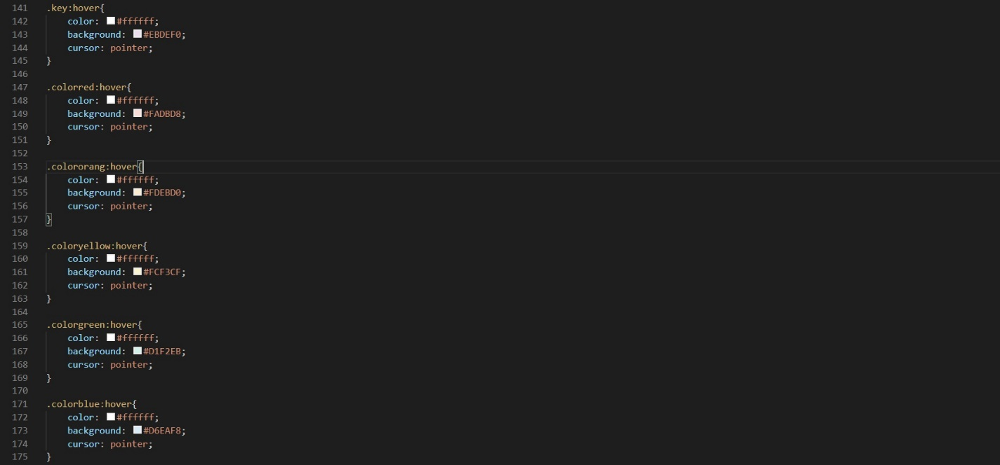 141 .key:hover{
142 color: #ffffff;
143 background: #EBDEF0;
144 cursor: pointer;
145 }
146
147 .colorred:hover{
148 color: #ffffff;
149 background: #FADBD8;
150 cursor: pointer;
151 }
152
153 .colororang:hover{
154 color: #ffffff;
155 background: #FDEBD0;
156 cursor: pointer;
157 }
158
159 .coloryellow:hover{
160 color: #ffffff;
161 background: #FCF3CF;
162 cursor: pointer;
163 }
164
165 .colorgreen:hover{
166 color: #ffffff;
167 background: #D1F2EB;
168 cursor: pointer;
169 }
170
171 .colorblue:hover{
172 color: #ffffff;
173 background: #D6EAF8;
174 cursor: pointer;
175 }